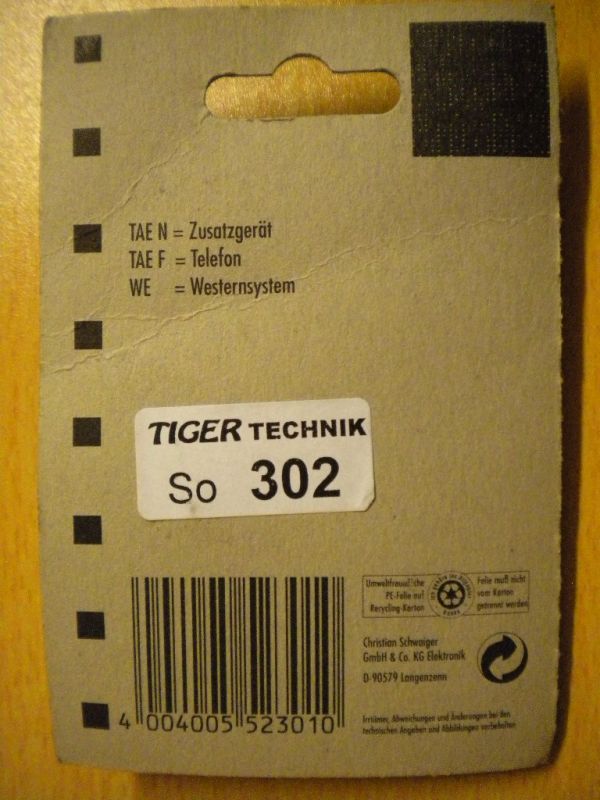 TAE N = Zusatzgerät
TAE F = Telefon
WE = Westernsystem
TIGER TECHNIK
So 302
Umweltfreundliche
PE-Folie auf
Recycling-Karton
Folie muß nicht
vom Karton
getrennt werden
Christian Schwaiger
GmbH & Co. KG Elektronik
D-90579 Langenzenn
4 004005 523010
Irrtümer, Abweichungen und Änderungen bei den
technischen Angaben und Abbildungen vorbehalten